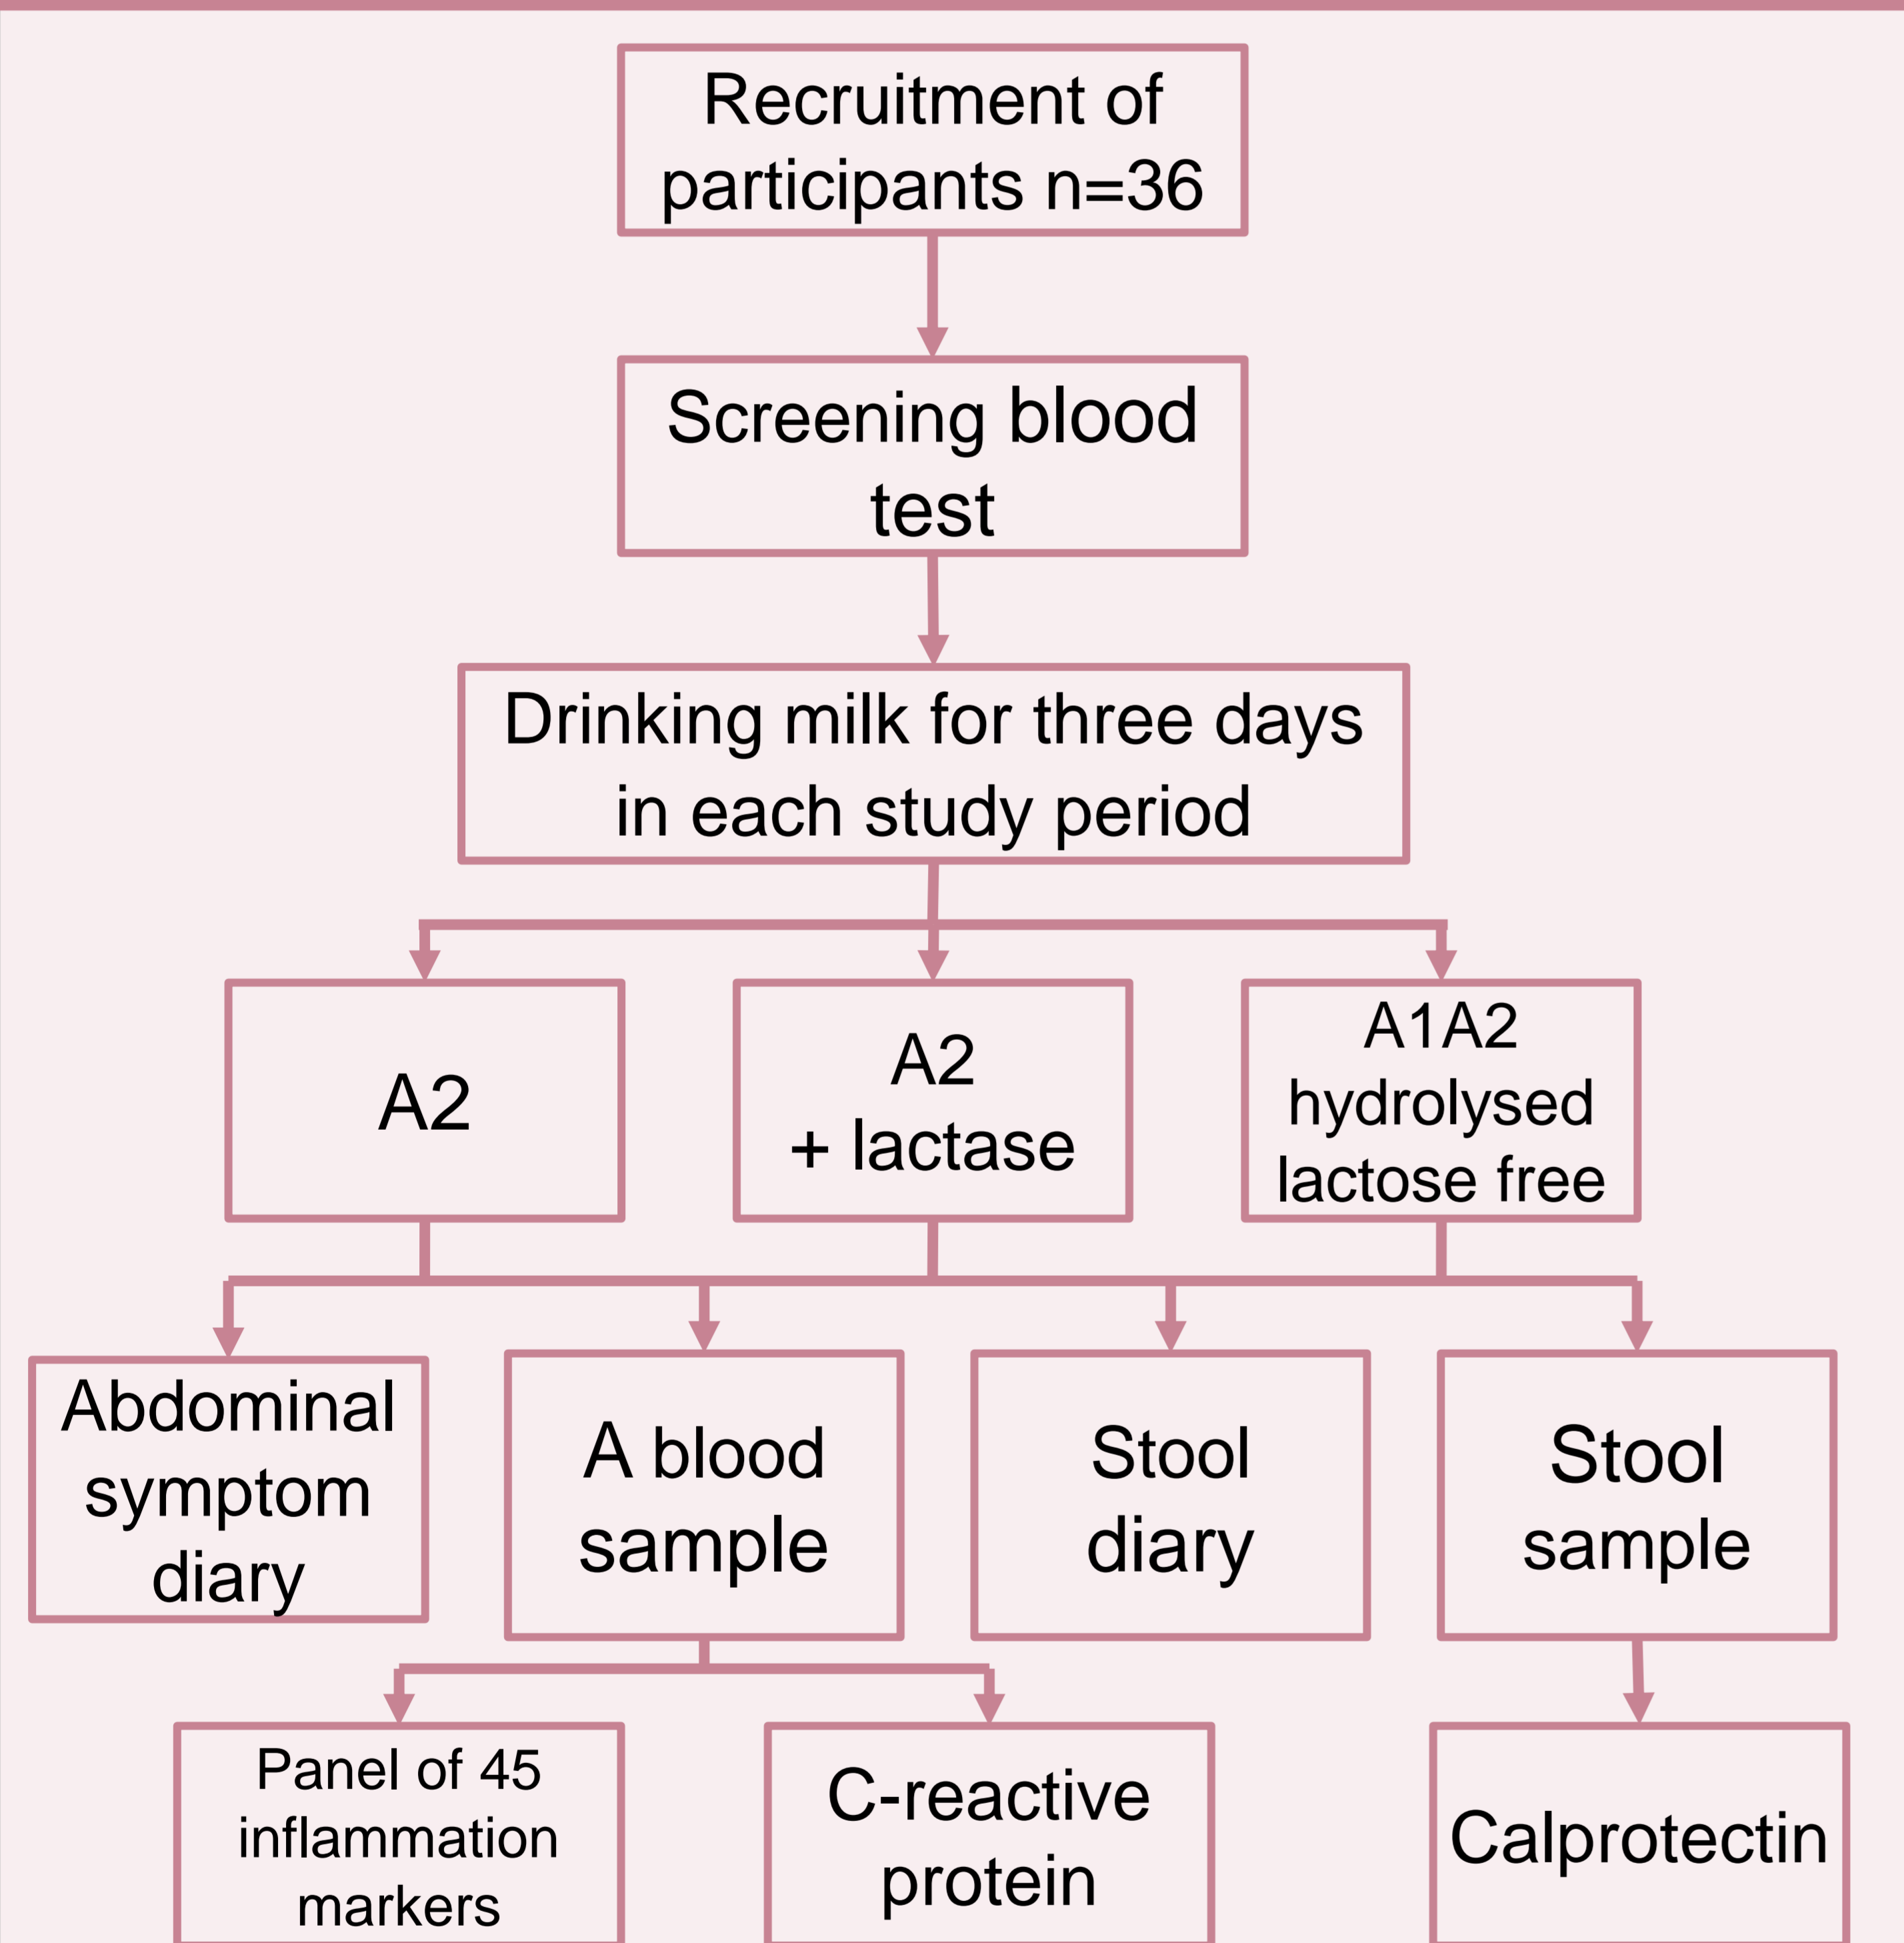 Recruitment of
participants n=36
Screening blood
test
Drinking milk for three days
in each study period
A2
A2
+ lactase
A1A2
hydrolysed
lactose free
Abdominal
symptom
diary
A blood
sample
Stool
diary
Stool
sample
Panel of 45
inflammation
markers
C-reactive
protein
Calprotectin